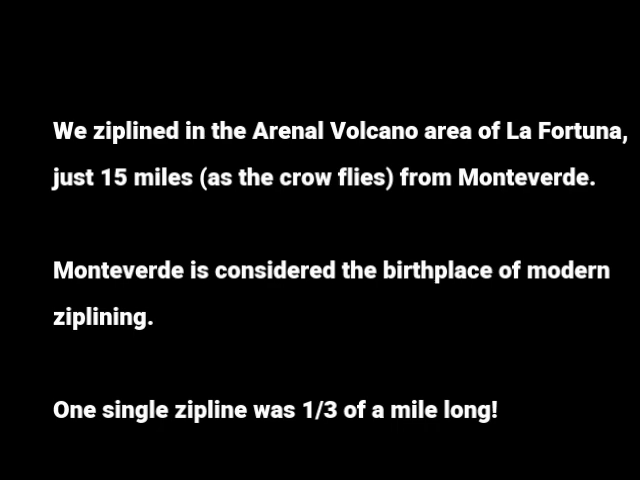 We ziplined in the Arenal Volcano area of La Fortuna,
just 15 miles (as the crow flies) from Monteverde.
Monteverde is considered the birthplace of modern
ziplining.
One single zipline was 1/3 of a mile long!